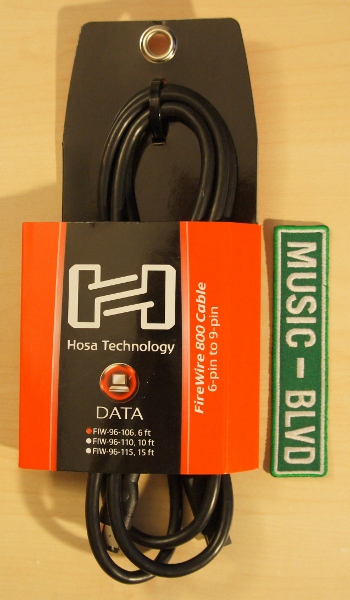 Hosa Technology
DATA
FIW-96-106, 6 ft
FIW-96-110, 10 ft
FIW-96-115, 15 ft
FireWire 800 Cable
6-pin to 9-pin
MUSIC - BLVD